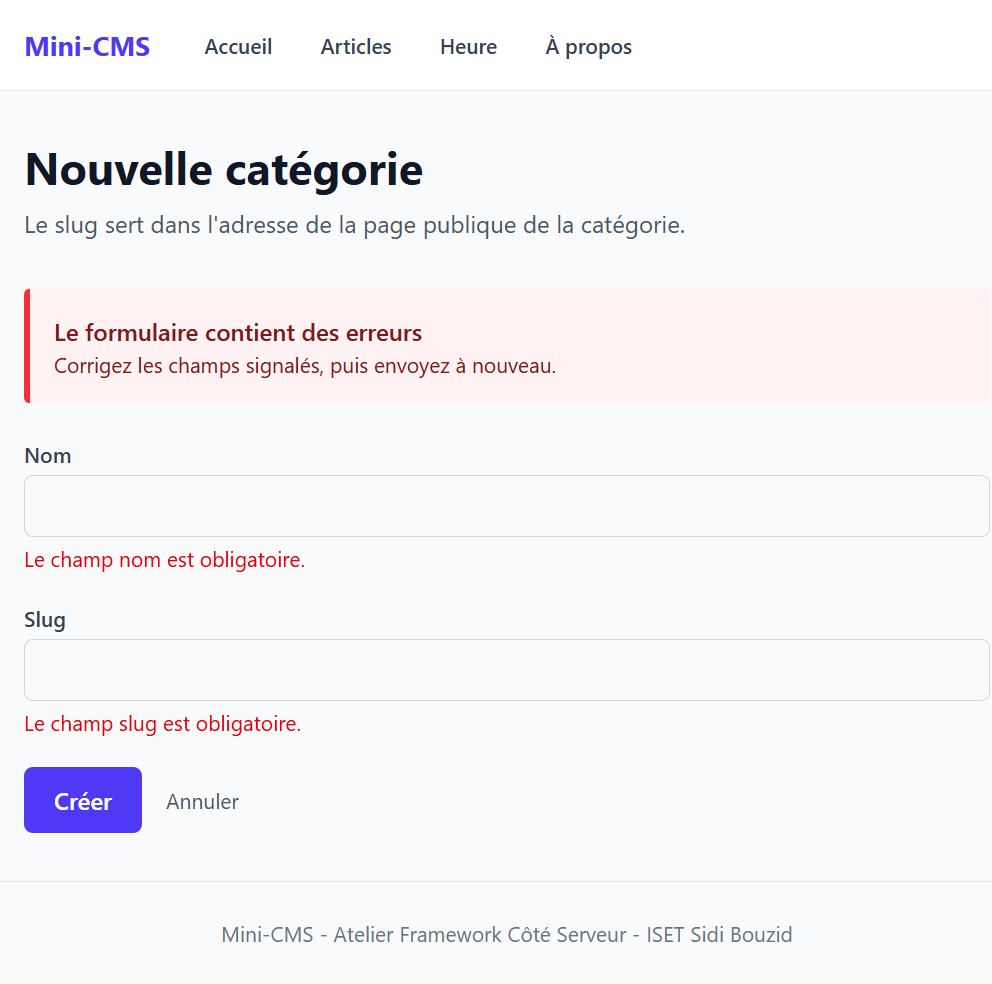 Mini-CMS Accueil Articles Heure À propos
Nouvelle catégorie
Le slug sert dans l'adresse de la page publique de la catégorie.
Le formulaire contient des erreurs
Corrigez les champs signalés, puis envoyez à nouveau.
Nom
Le champ nom est obligatoire.
Slug
Le champ slug est obligatoire.
Créer Annuler
Mini-CMS - Atelier Framework Côté Serveur - ISET Sidi Bouzid